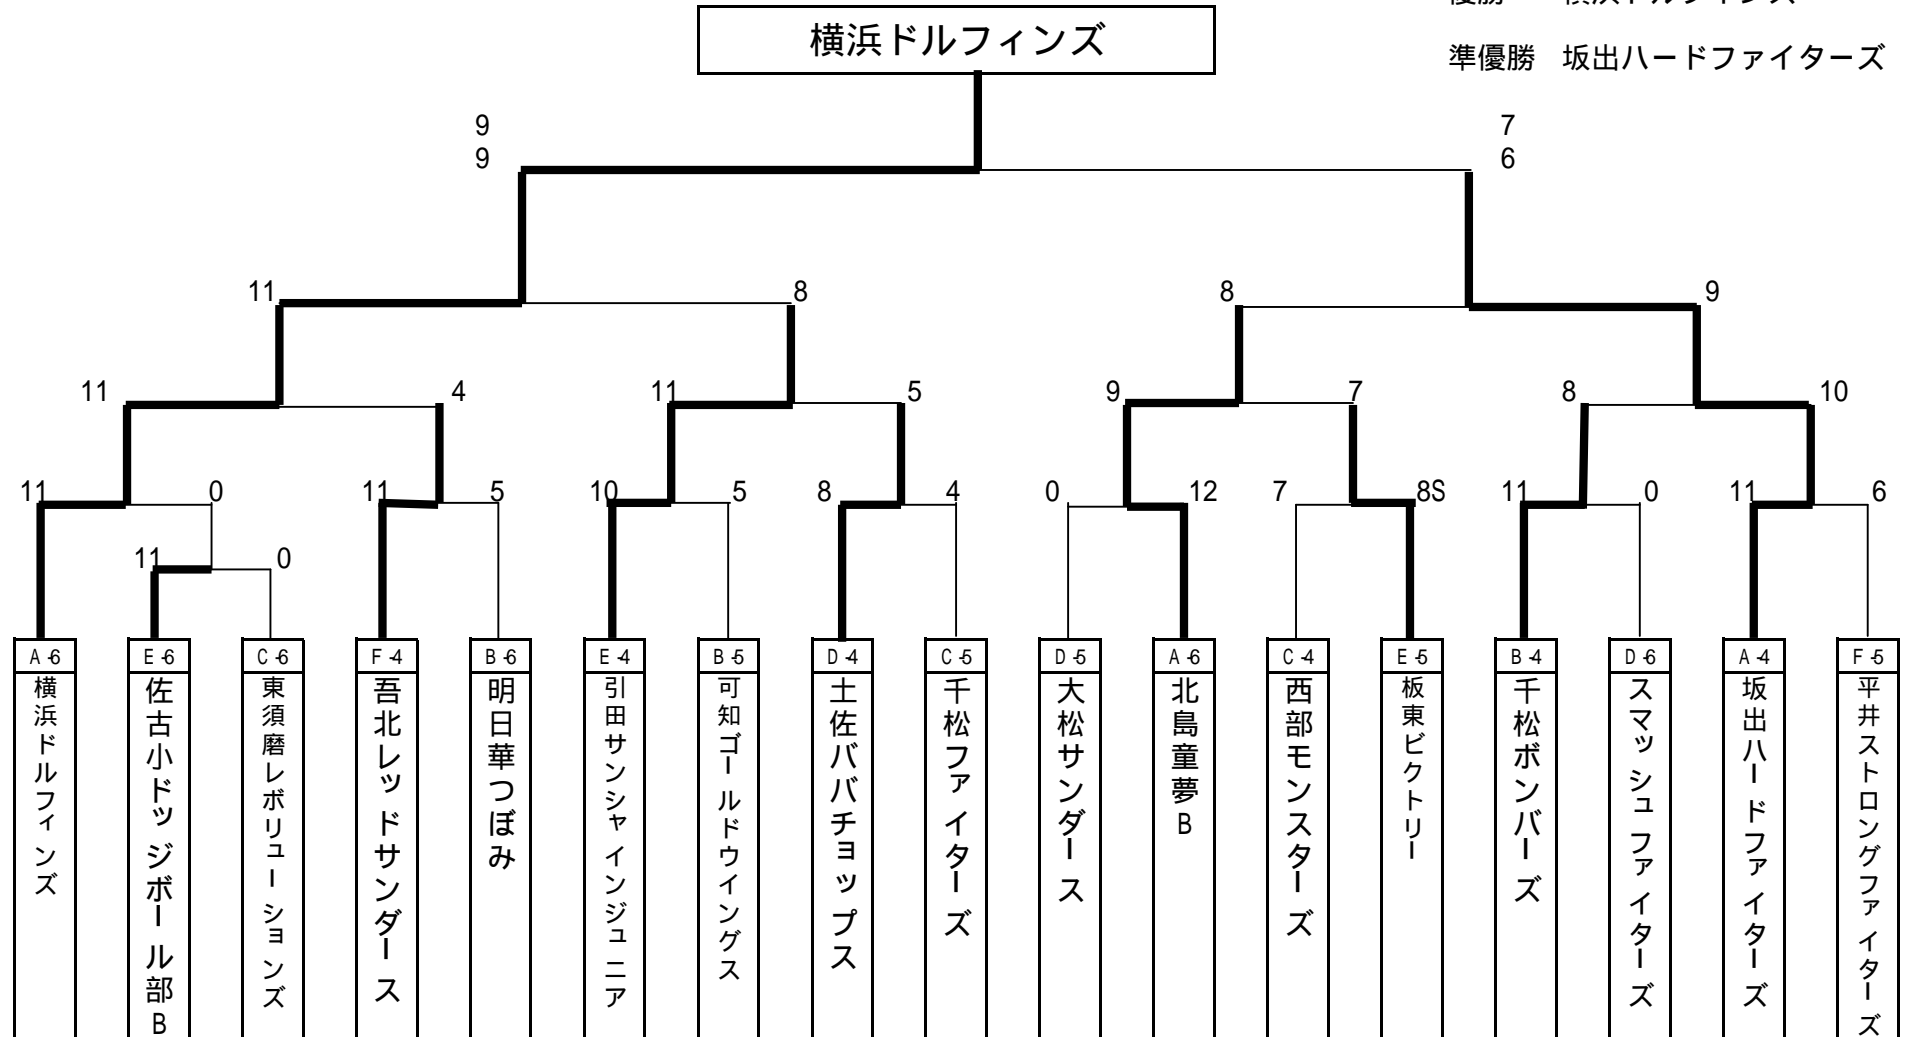 優勝　横浜ドルフィンズ
横浜ドルフィンズ
準優勝　坂出ハードファイターズ
9 7
9 6
11 8 8 9
11 4 11 5 9 7 8 10
11 0 11 5 10 5 8 4 0 12 7 8S 11 0 11 6
11 0
A-6 E-6 C-6 F-4 B-6 E-4 B-5 D-4 C-5 D-5 A-6 C-4 E-5 B-4 D-6 A-4 F-5
横浜ドルフィンズ
佐古小ドッジボール部B
東須磨レボリューションズ
吾北レッドサンダース
明日華つぼみ
引田サンシャインジュニア
可知ゴールドウイングス
土佐ババチョップス
千松ファイターズ
大松サンダース
北島童夢B
西部モンスターズ
板東ビクトリー
千松ボンバーズ
スマッシュファイターズ
坂出ハードファイターズ
平井ストロングファイターズ